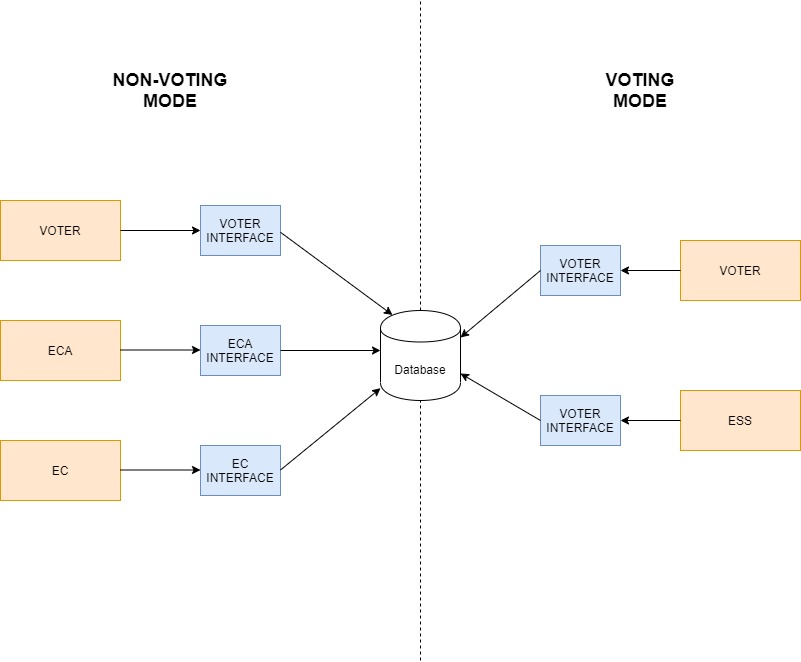 NON-VOTING
MODE
VOTING
MODE
VOTER
VOTER
INTERFACE
ECA
ECA
INTERFACE
EC
EC
INTERFACE
Database
VOTER
INTERFACE
VOTER
VOTER
INTERFACE
ESS